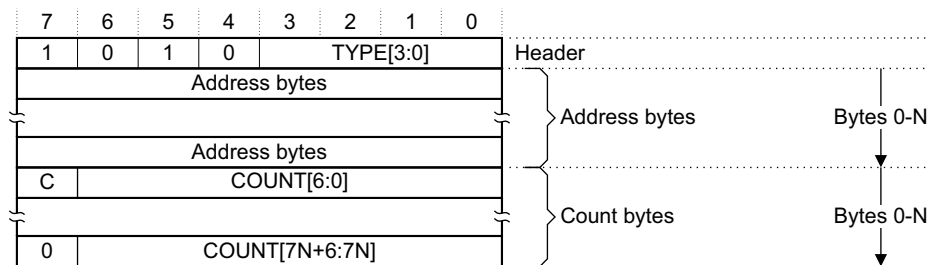 7 6 5 4 3 2 1 0
1 0 1 0 TYPE[3:0] Header
Address bytes
Address bytes Bytes 0-N
Address bytes
C COUNT[6:0]
Count bytes Bytes 0-N
0 COUNT[7N+6:7N]